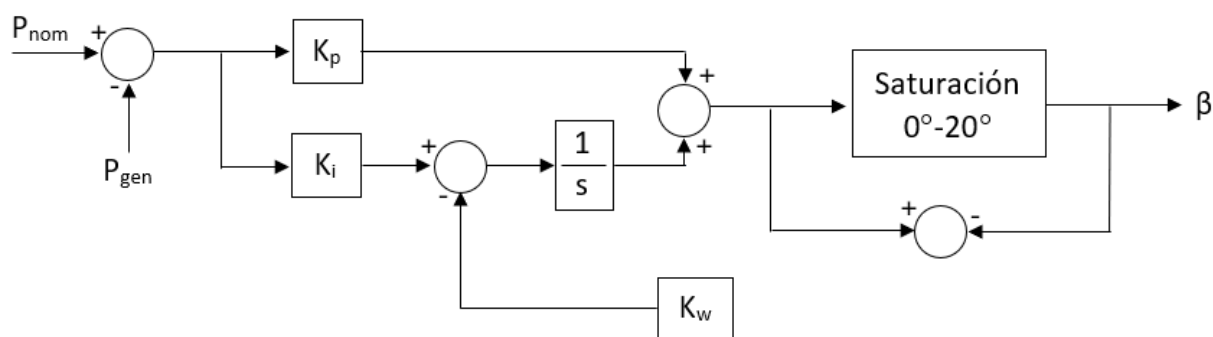 P_nom
+
-
P_gen
K_p
K_i
+
-
1
s
+
+
Saturación
0°-20°
β
+
-
K_w